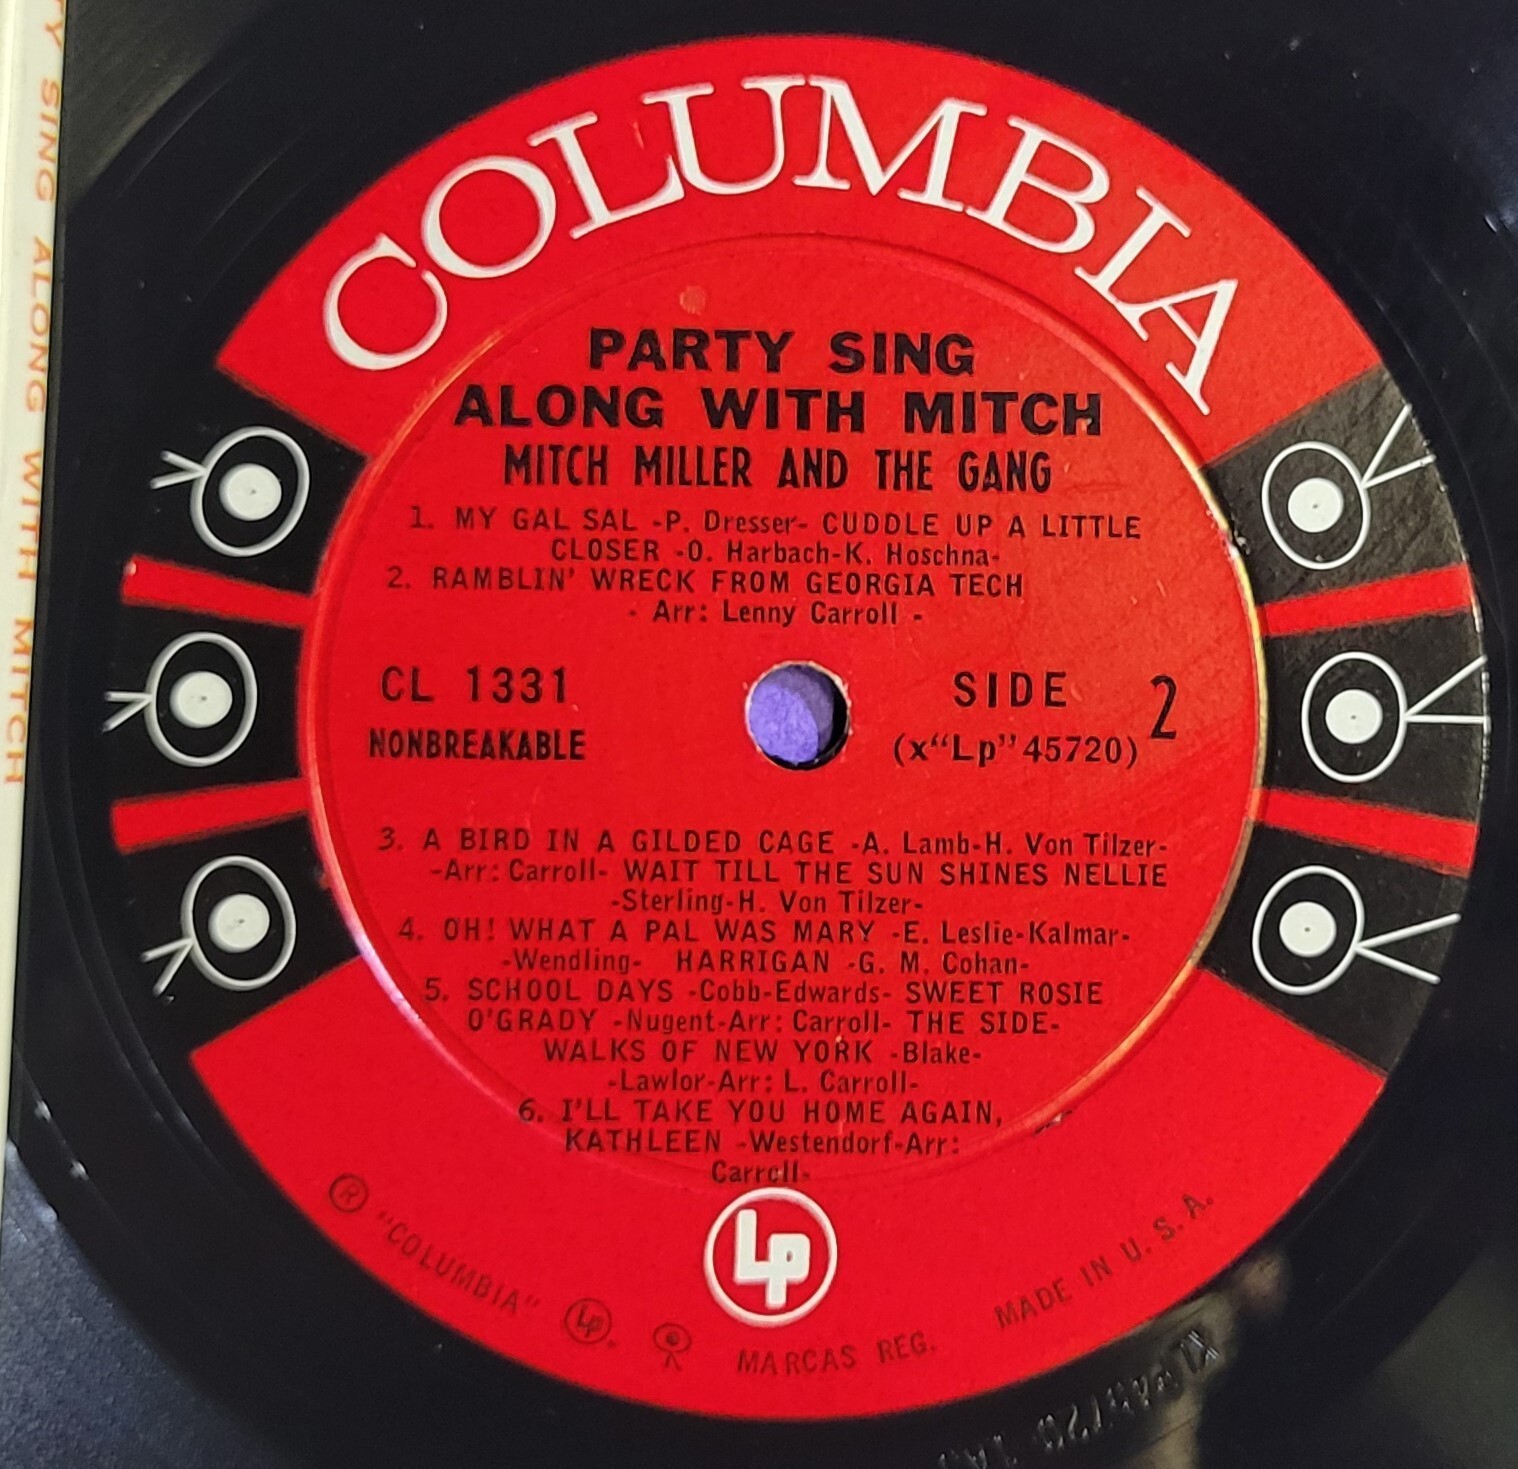 COLUMBIA
PARTY SING
ALONG WITH MITCH
MITCH MILLER AND THE GANG
1. MY GAL SAL -P. Dresser- CUDDLE UP A LITTLE
CLOSER -O. Harbach-K. Hoschna-
2. RAMBLIN' WRECK FROM GEORGIA TECH
- Arr: Lenny Carroll -
CL 1331
NONBREAKABLE
SIDE 2
(x"Lp" 45720)
3. A BIRD IN A GILDED CAGE -A. Lamb-H. Von Tilzer-
-Arr: Carroll- WAIT TILL THE SUN SHINES NELLIE
-Sterling-H. Von Tilzer-
4. OH! WHAT A PAL WAS MARY -E. Leslie-Kalmar-
-Wendling- HARRIGAN -G. M. Cohan-
5. SCHOOL DAYS -Cobb-Edwards- SWEET ROSIE
O'GRADY -Nugent-Arr: Carroll- THE SIDE-
WALKS OF NEW YORK -Blake-
-Lawlor-Arr: L. Carroll-
6. I'LL TAKE YOU HOME AGAIN,
KATHLEEN -Westendorf-Arr:
Carroll-
Lp
® "COLUMBIA" Lp. MARCAS REG. MADE IN U. S. A.
TY SING ALONG WITH MITCH